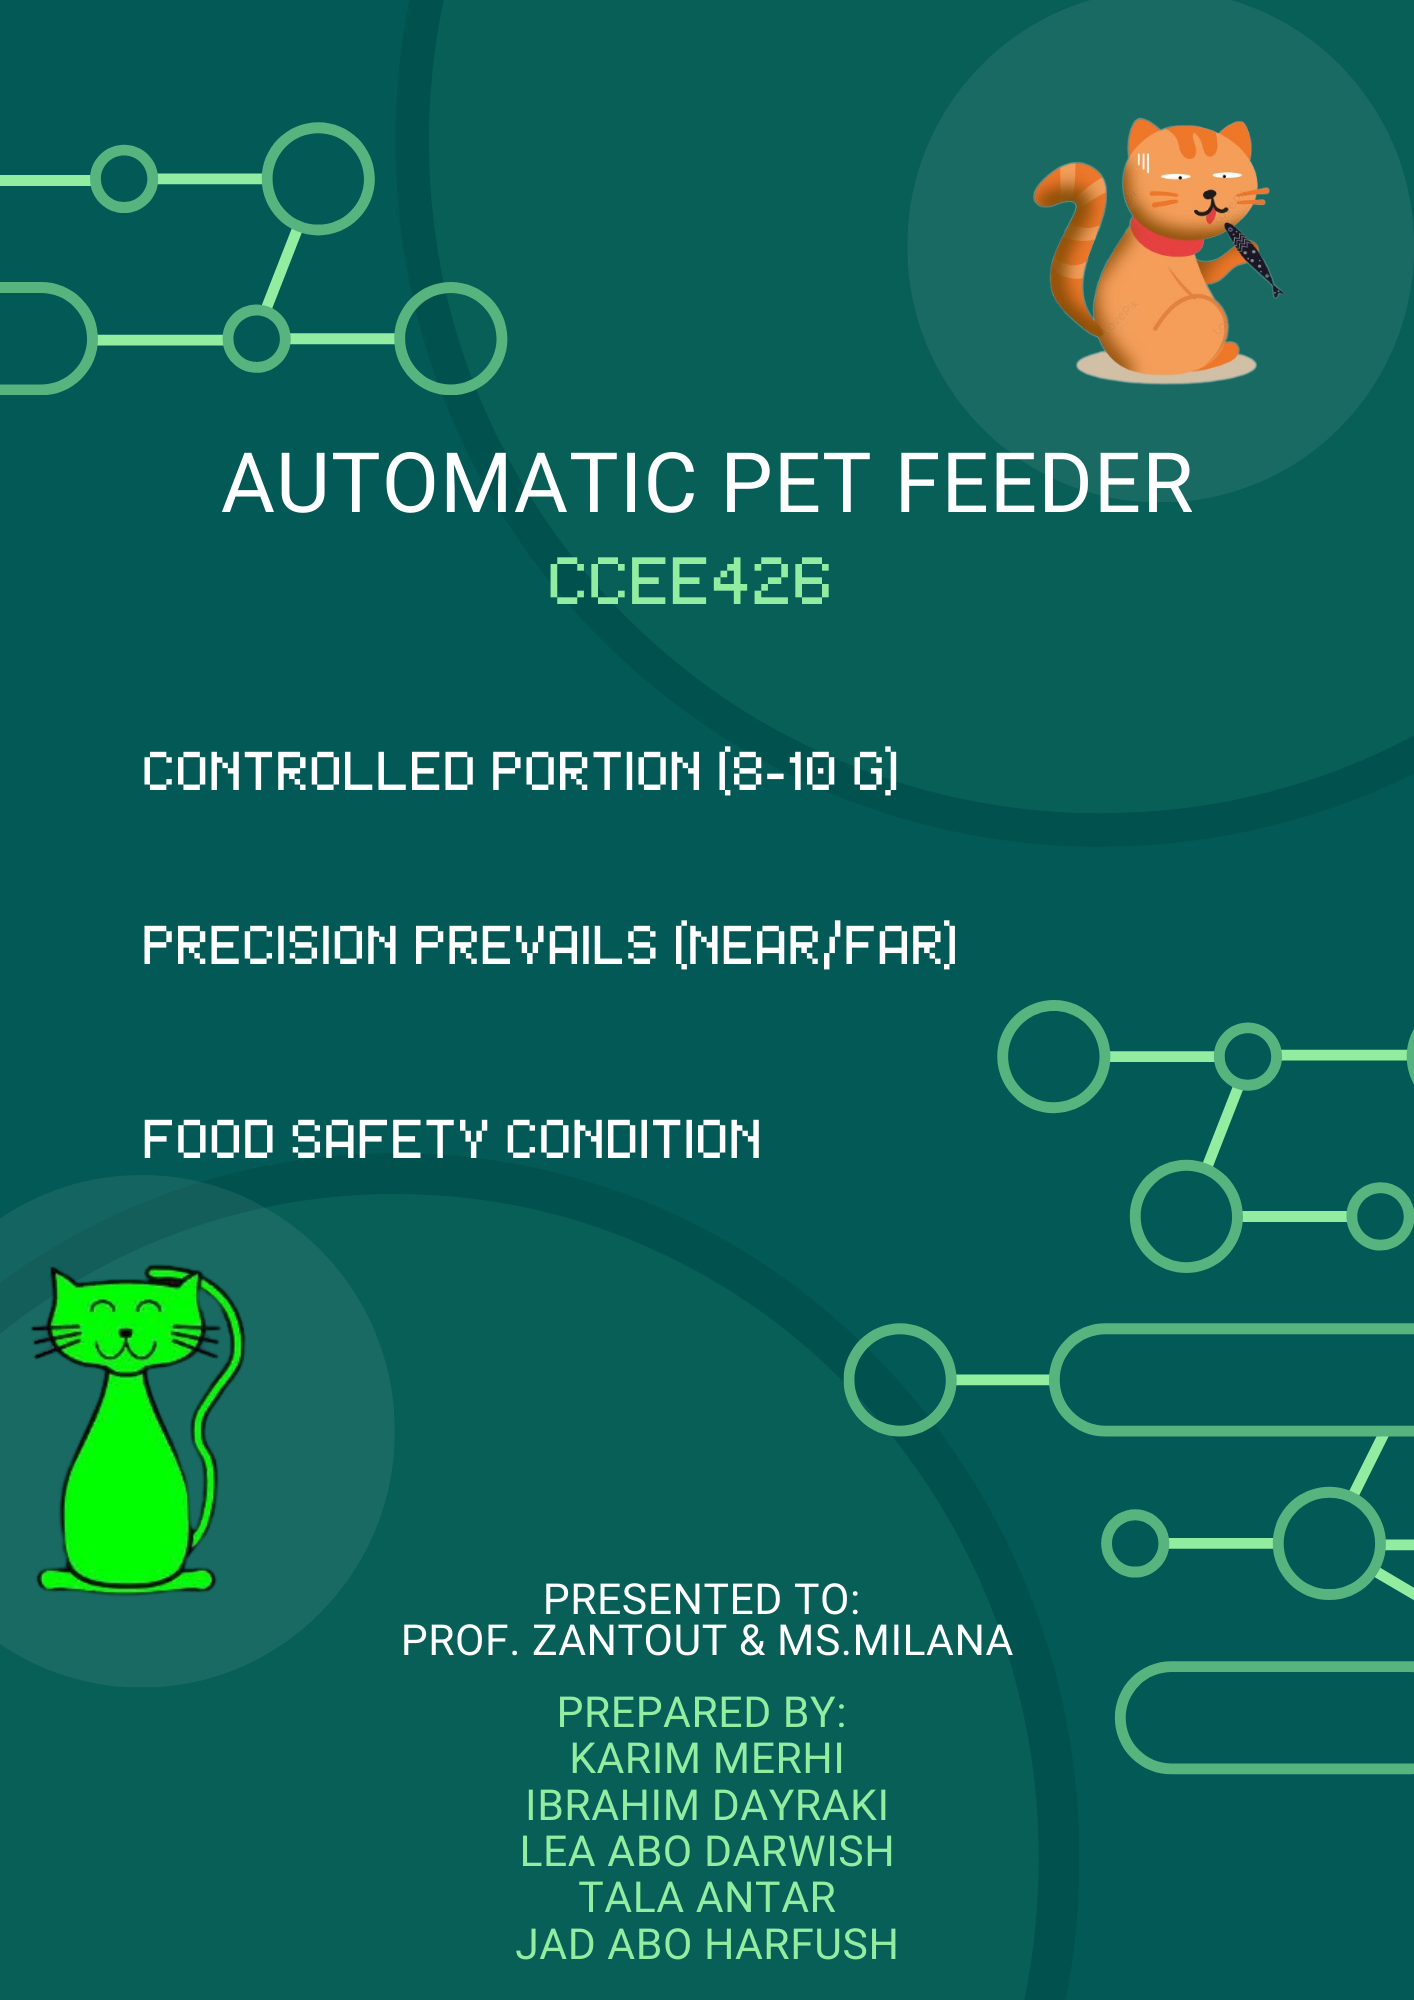 AUTOMATIC PET FEEDER
CCEE426
CONTROLLED PORTION (8-10 G)
PRECISION PREVAILS (NEAR/FAR)
FOOD SAFETY CONDITION
PRESENTED TO:
PROF. ZANTOUT & MS.MILANA
PREPARED BY:
KARIM MERHI
IBRAHIM DAYRAKI
LEA ABO DARWISH
TALA ANTAR
JAD ABO HARFUSH